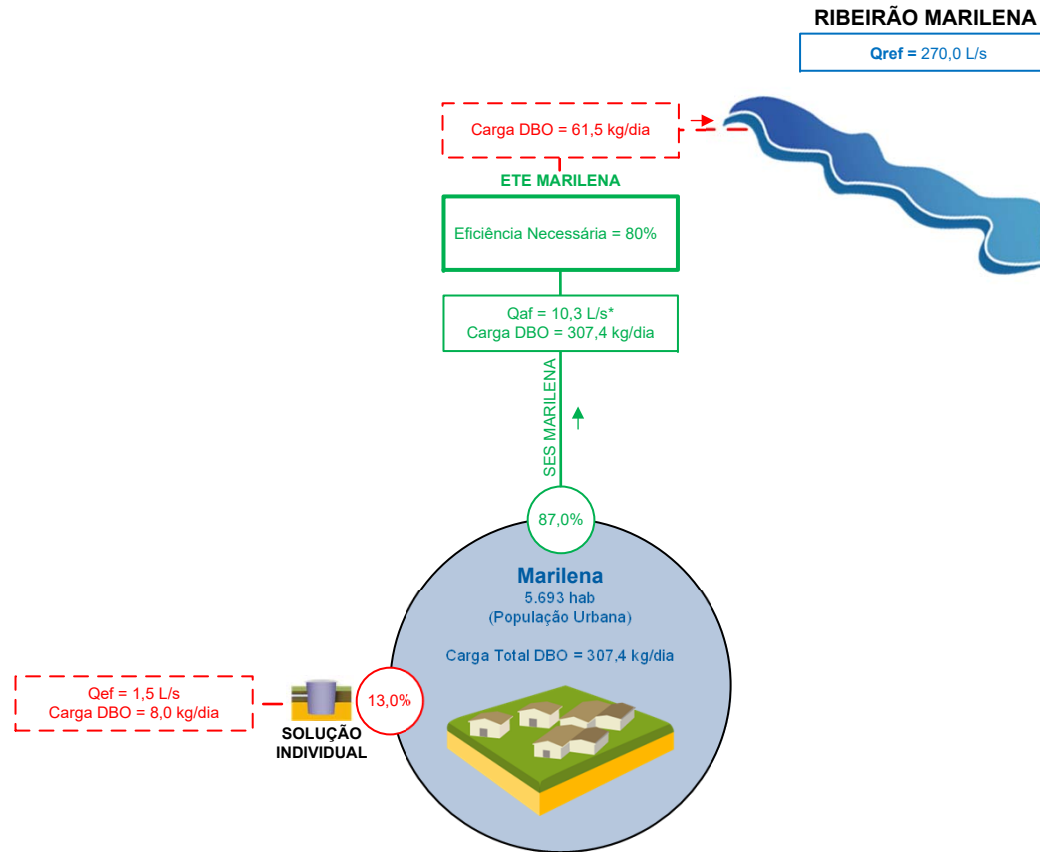 RIBEIRÃO MARILENA
Qref = 270,0 L/s
Carga DBO = 61,5 kg/dia
ETE MARILENA
Eficiência Necessária = 80%
Qaf = 10,3 L/s*
Carga DBO = 307,4 kg/dia
SES MARILENA
87,0%
Marilena
5.693 hab
(População Urbana)
Carga Total DBO = 307,4 kg/dia
Qef = 1,5 L/s
Carga DBO = 8,0 kg/dia
13,0%
SOLUÇÃO
INDIVIDUAL